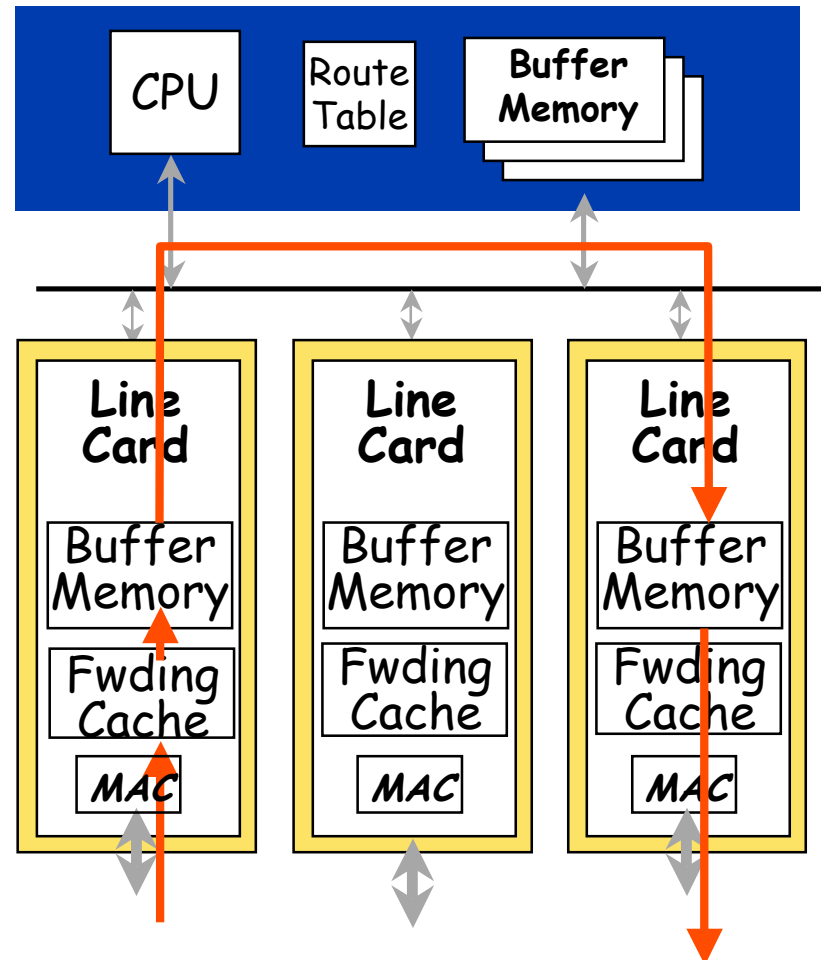 CPU
Route
Table
Buffer
Memory
Line
Card
Buffer
Memory
Fwding
Cache
MAC
Line
Card
Buffer
Memory
Fwding
Cache
MAC
Line
Card
Buffer
Memory
Fwding
Cache
MAC